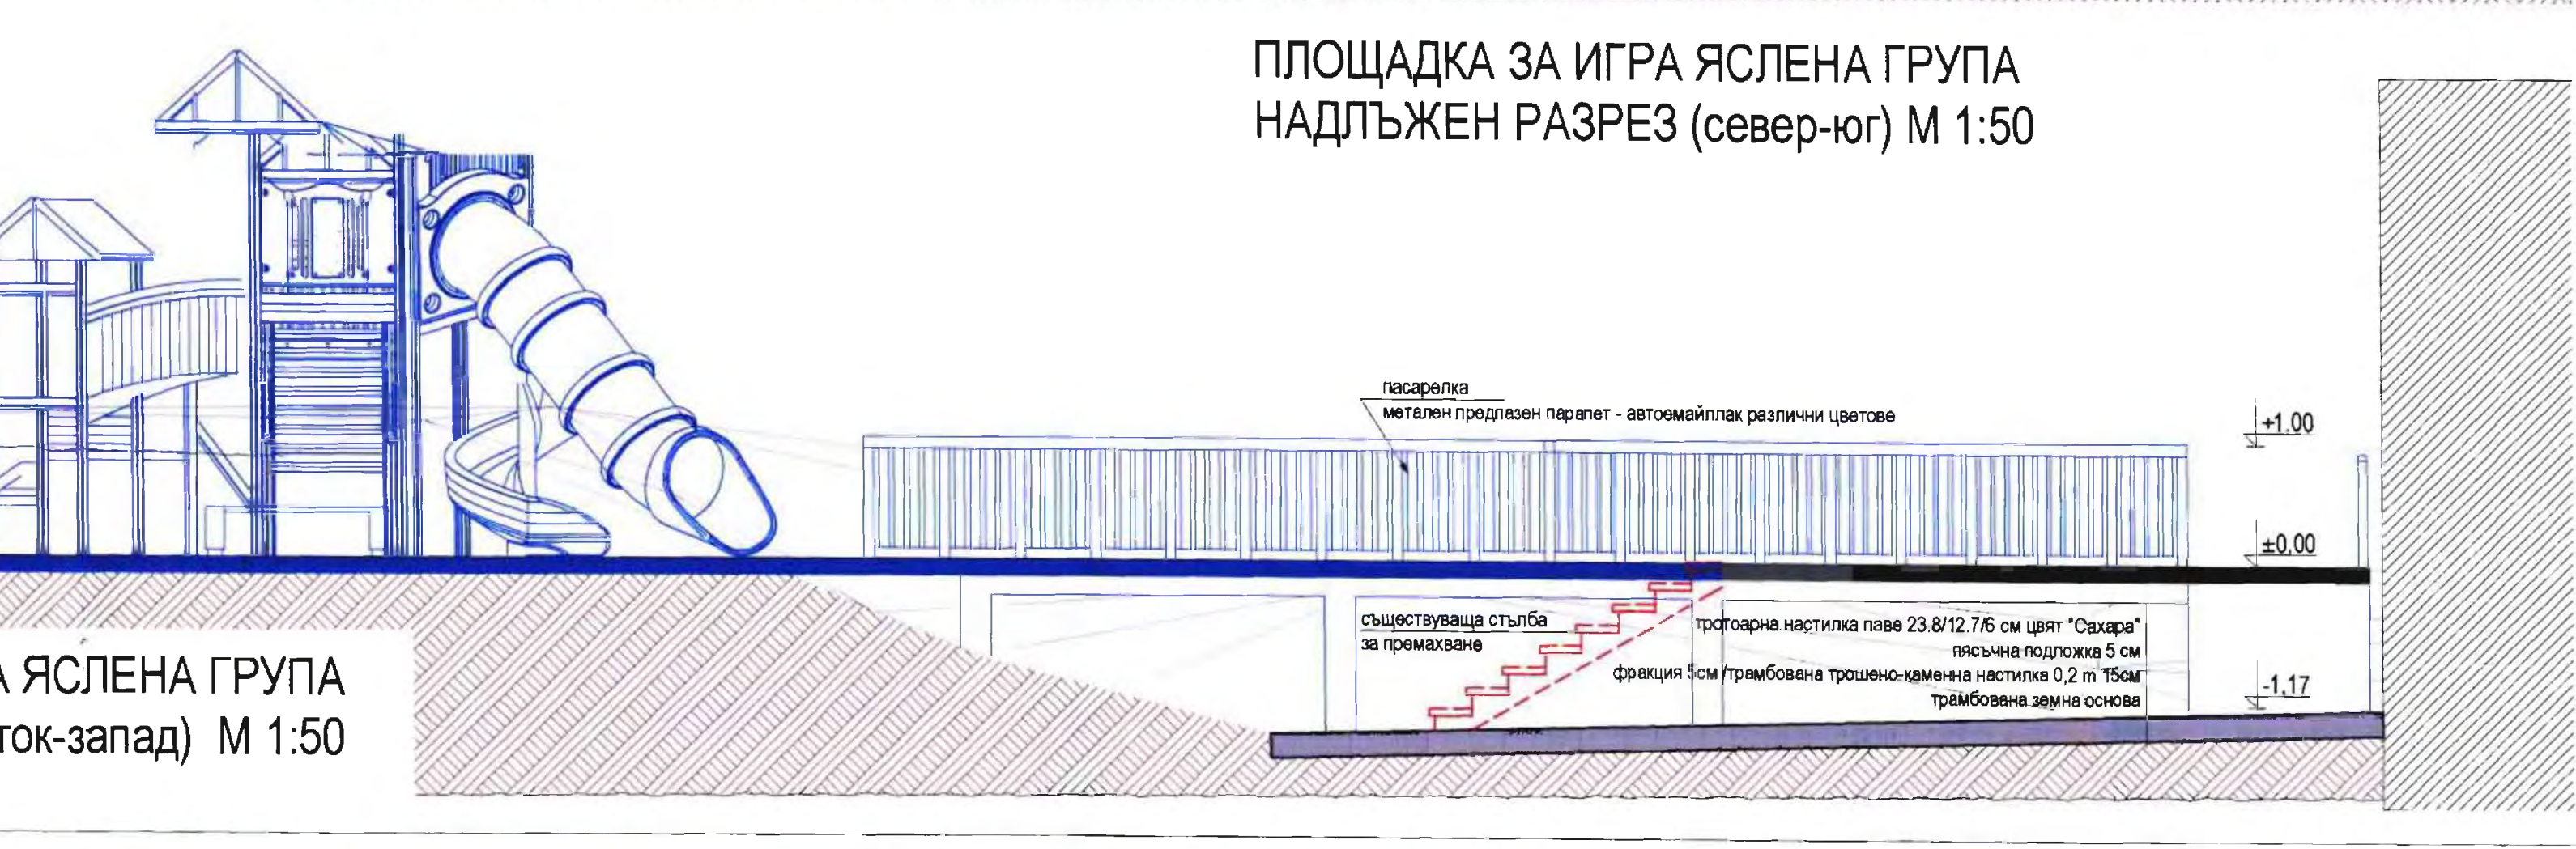 ПЛОЩАДКА ЗА ИГРА ЯСЛЕНА ГРУПА
НАДЛЪЖЕН РАЗРЕЗ (север-юг) М 1:50
пасарелка
метален предпазен парапет - автоемайллак различни цветове
+1.00
±0,00
съществуваща стълба
за премахване
тротоарна настилка паве 23.8/12.7/6 см цвят "Сахара"
пясъчна подложка 5 см
фракция 5см /трамбована трошено-каменна настилка 0,2 m 15см
трамбована земна основа
-1,17
А ЯСЛЕНА ГРУПА
ток-запад) М 1:50